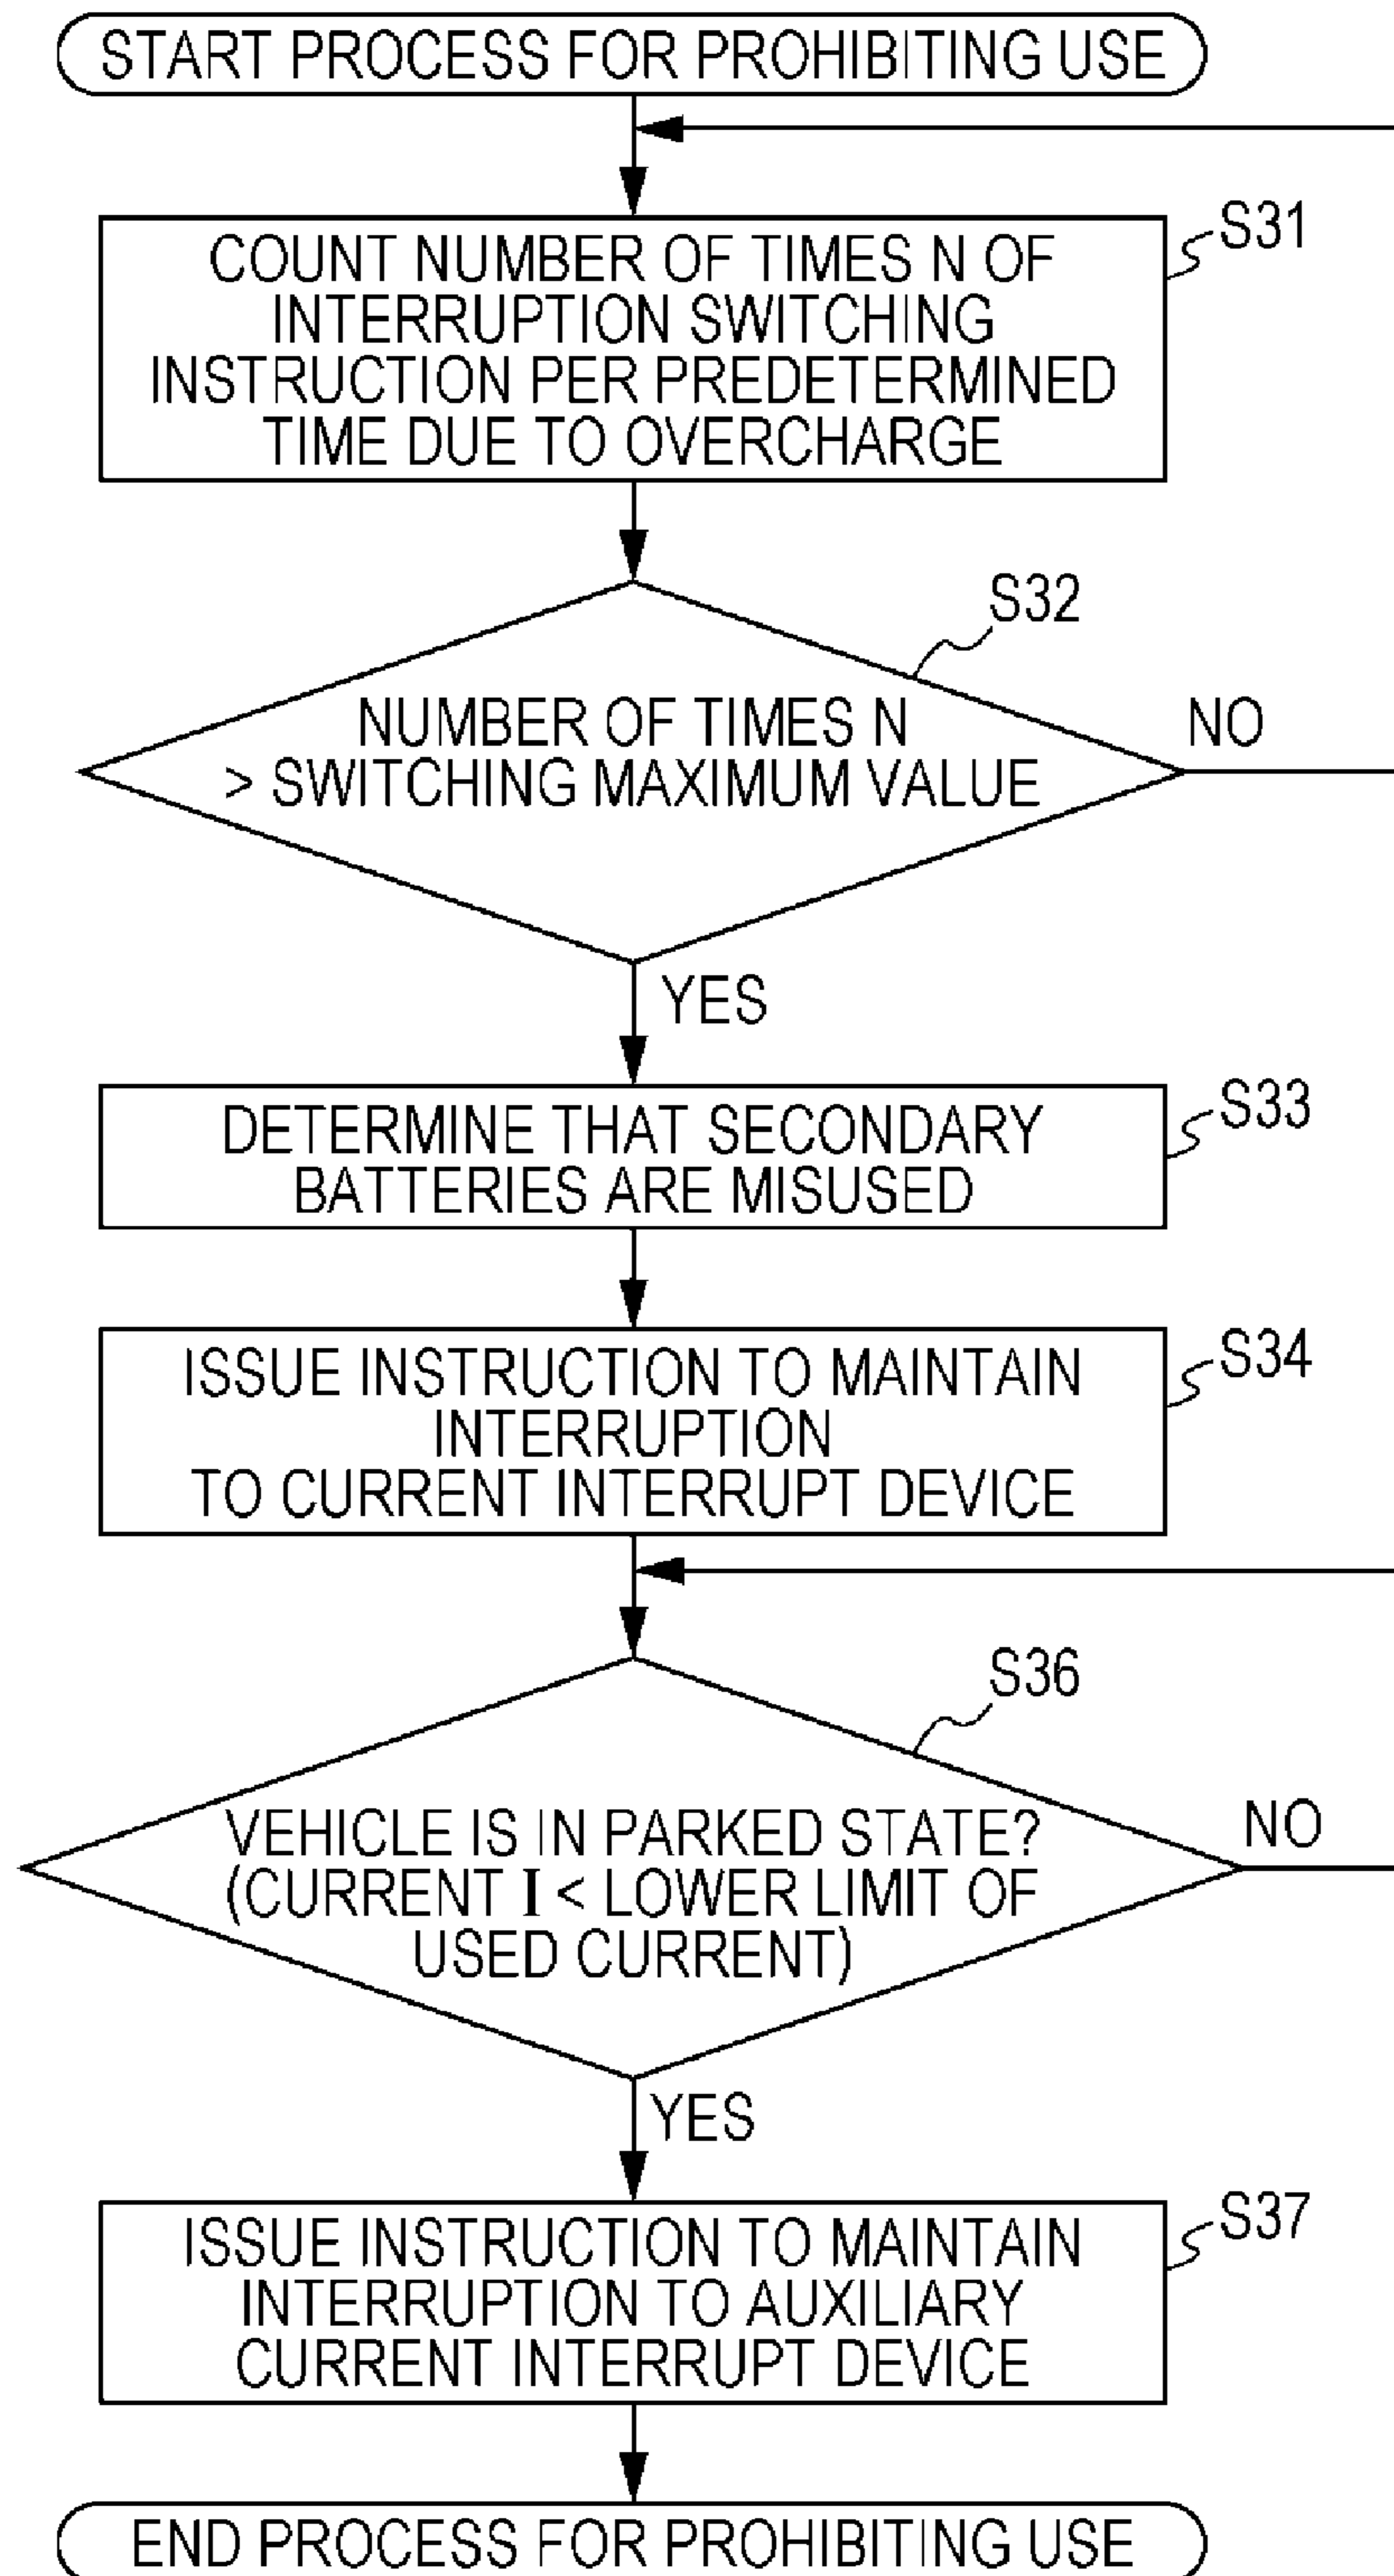 START PROCESS FOR PROHIBITING USE
S31
COUNT NUMBER OF TIMES N OF
INTERRUPTION SWITCHING
INSTRUCTION PER PREDETERMINED
TIME DUE TO OVERCHARGE
S32
NUMBER OF TIMES N
> SWITCHING MAXIMUM VALUE
NO
YES
S33
DETERMINE THAT SECONDARY
BATTERIES ARE MISUSED
S34
ISSUE INSTRUCTION TO MAINTAIN
INTERRUPTION
TO CURRENT INTERRUPT DEVICE
S36
VEHICLE IS IN PARKED STATE?
(CURRENT I < LOWER LIMIT OF
USED CURRENT)
NO
YES
S37
ISSUE INSTRUCTION TO MAINTAIN
INTERRUPTION TO AUXILIARY
CURRENT INTERRUPT DEVICE
END PROCESS FOR PROHIBITING USE